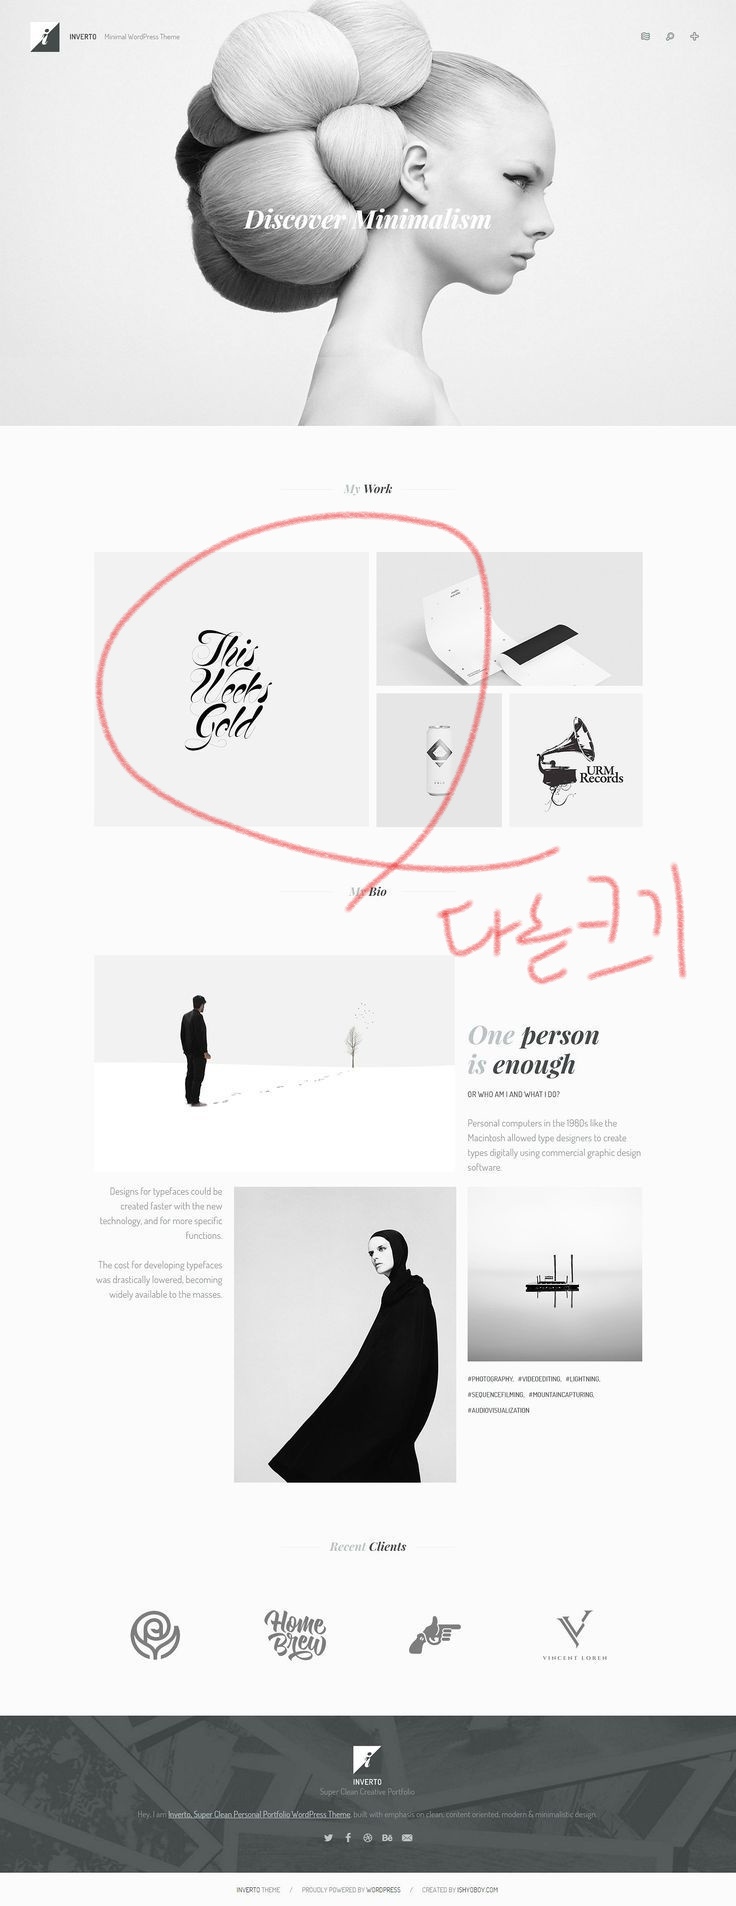 i
INVERTO Minimal WordPress Theme
Discover Minimalism
My Work
This
Weeks
Gold
URM
Records
다른크기
My Bio
One person
is enough
OR WHO AM I AND WHAT I DO?
Personal computers in the 1980s like the
Macintosh allowed type designers to create
types digitally using commercial graphic design
software.
Designs for typefaces could be
created faster with the new
technology, and for more specific
functions.
The cost for developing typefaces
was drastically lowered, becoming
widely available to the masses.
#PHOTOGRAPHY, #VIDEOEDITING, #LIGHTNING,
#SEQUENCEFILMING, #MOUNTAINCAPTURING,
#AUDIOVISUALIZATION
Recent Clients
Home
Brew
V
VINCENT LOREH
i
INVERTO
Super Clean Creative Portfolio
Hey, I am Inverto, Super Clean Personal Portfolio WordPress Theme, built with emphasis on clean, content oriented, modern & minimalistic design.
Bē
INVERTO THEME / PROUDLY POWERED BY WORDPRESS / CREATED BY ISHYOBOY.COM